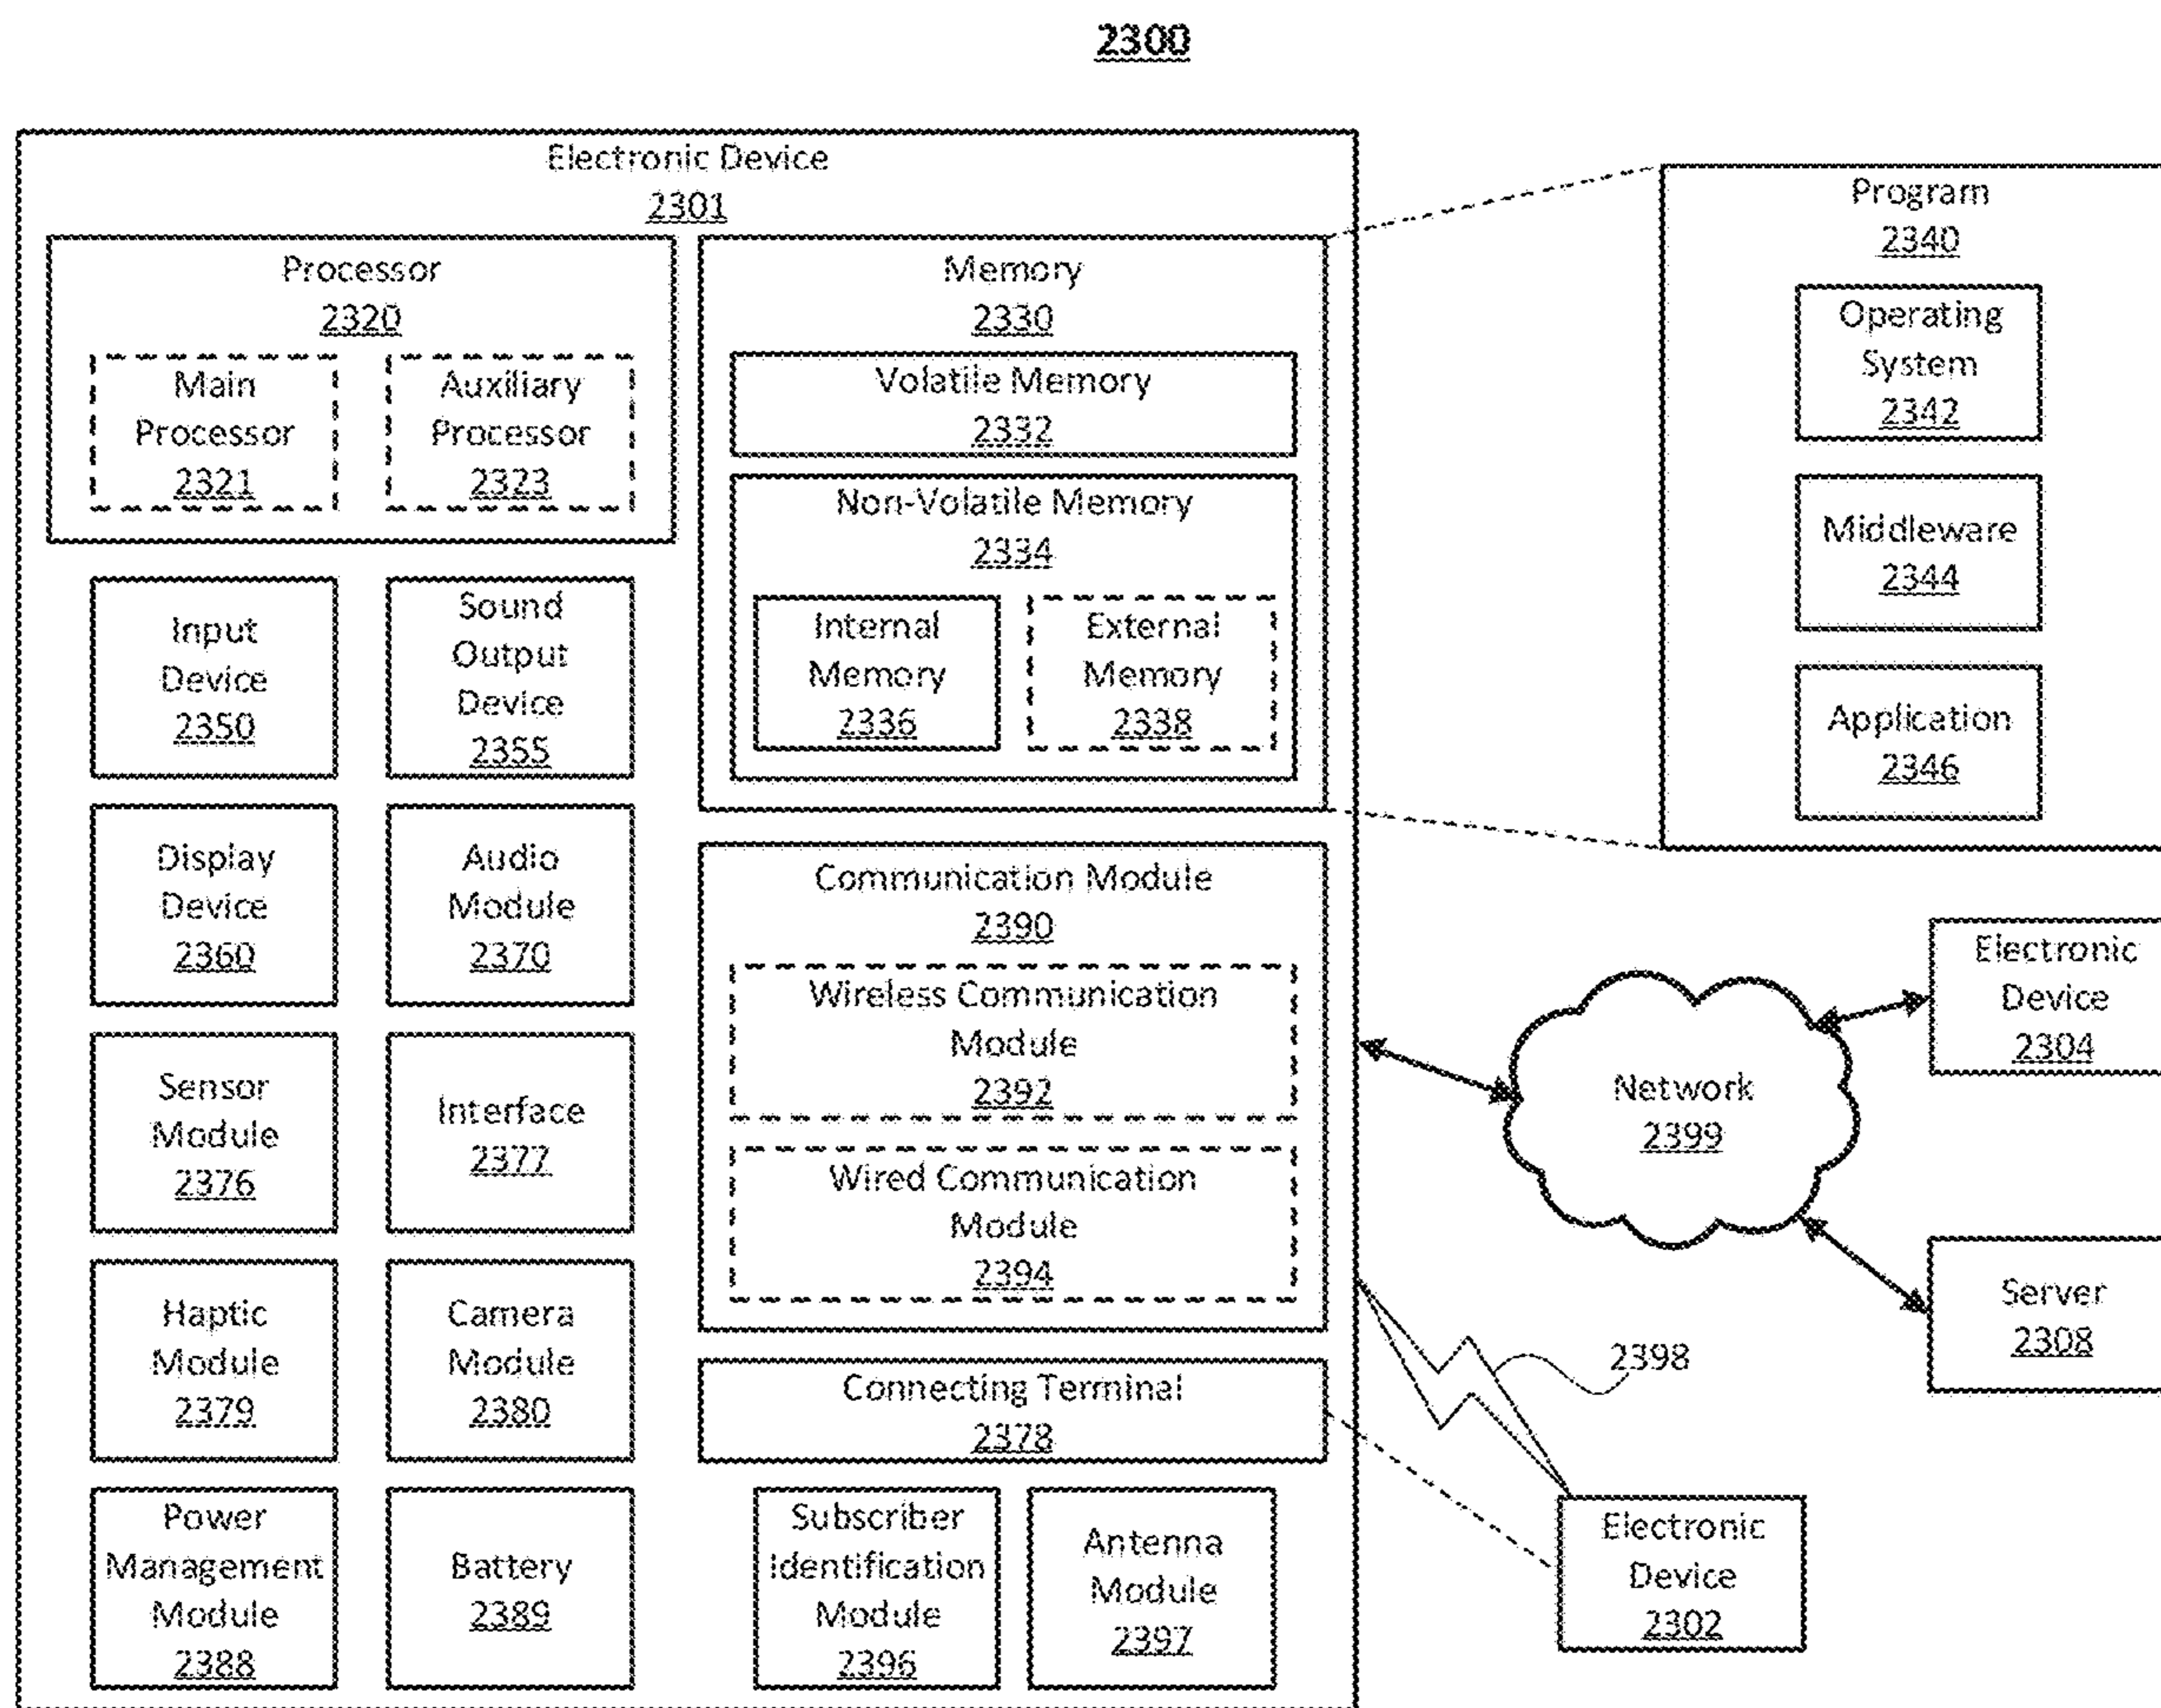 2300
Electronic Device
2301
Processor
2320
Main
Processor
2321
Auxiliary
Processor
2323
Input
Device
2350
Sound
Output
Device
2355
Display
Device
2360
Audio
Module
2370
Sensor
Module
2376
Interface
2377
Haptic
Module
2379
Camera
Module
2380
Power
Management
Module
2388
Battery
2389
Memory
2330
Volatile Memory
2332
Non-Volatile Memory
2334
Internal
Memory
2336
External
Memory
2338
Communication Module
2390
Wireless Communication
Module
2392
Wired Communication
Module
2394
Connecting Terminal
2378
Subscriber
Identification
Module
2396
Antenna
Module
2397
Program
2340
Operating
System
2342
Middleware
2344
Application
2346
Network
2399
Electronic
Device
2304
Server
2308
2398
Electronic
Device
2302